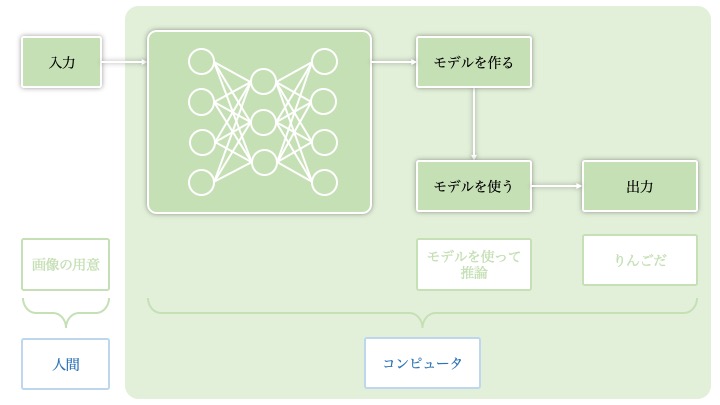 入力
モデルを作る
モデルを使う
出力
画像の用意
モデルを使って
推論
りんごだ
人間
コンピュータ